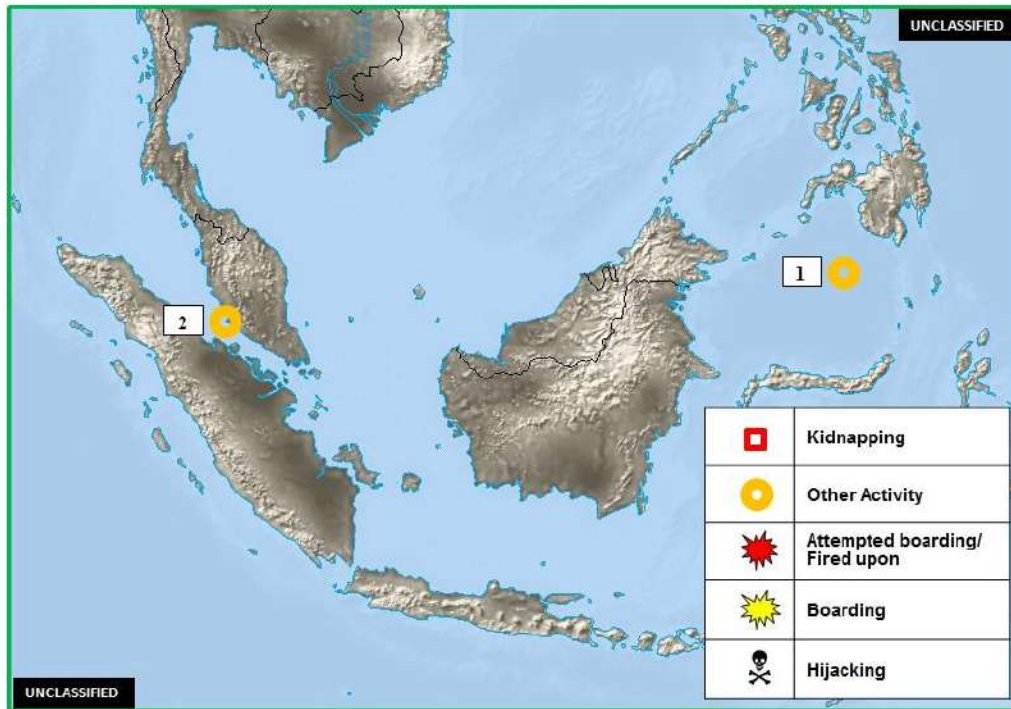 UNCLASSIFIED
1
2
Kidnapping
Other Activity
Attempted boarding/
Fired upon
Boarding
Hijacking
UNCLASSIFIED